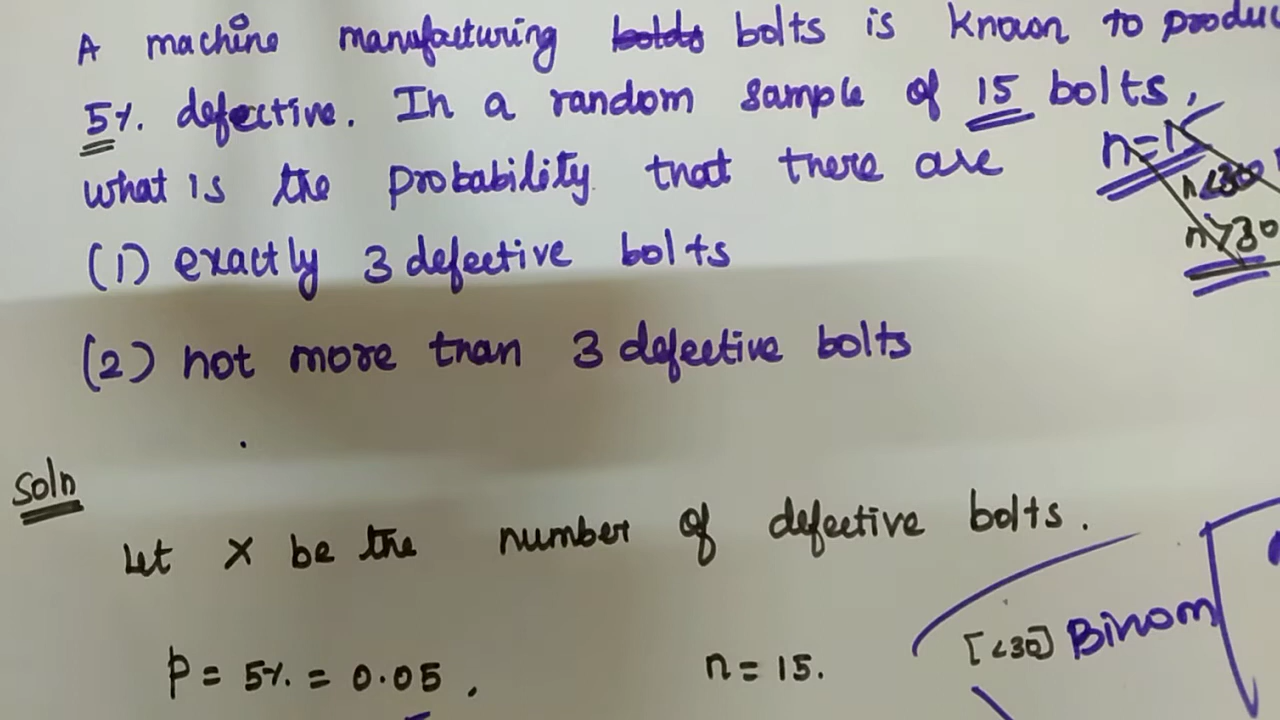 A machine manufacturing bolts is known to produc
5%. defective. In a random sample of 15 bolts,
what is the probability that there are
(1) exactly 3 defective bolts
(2) not more than 3 defective bolts
n<30
n>30
Soln
Let X be the number of defective bolts.
p = 5%. = 0.05, n = 15.
[<30] Binom